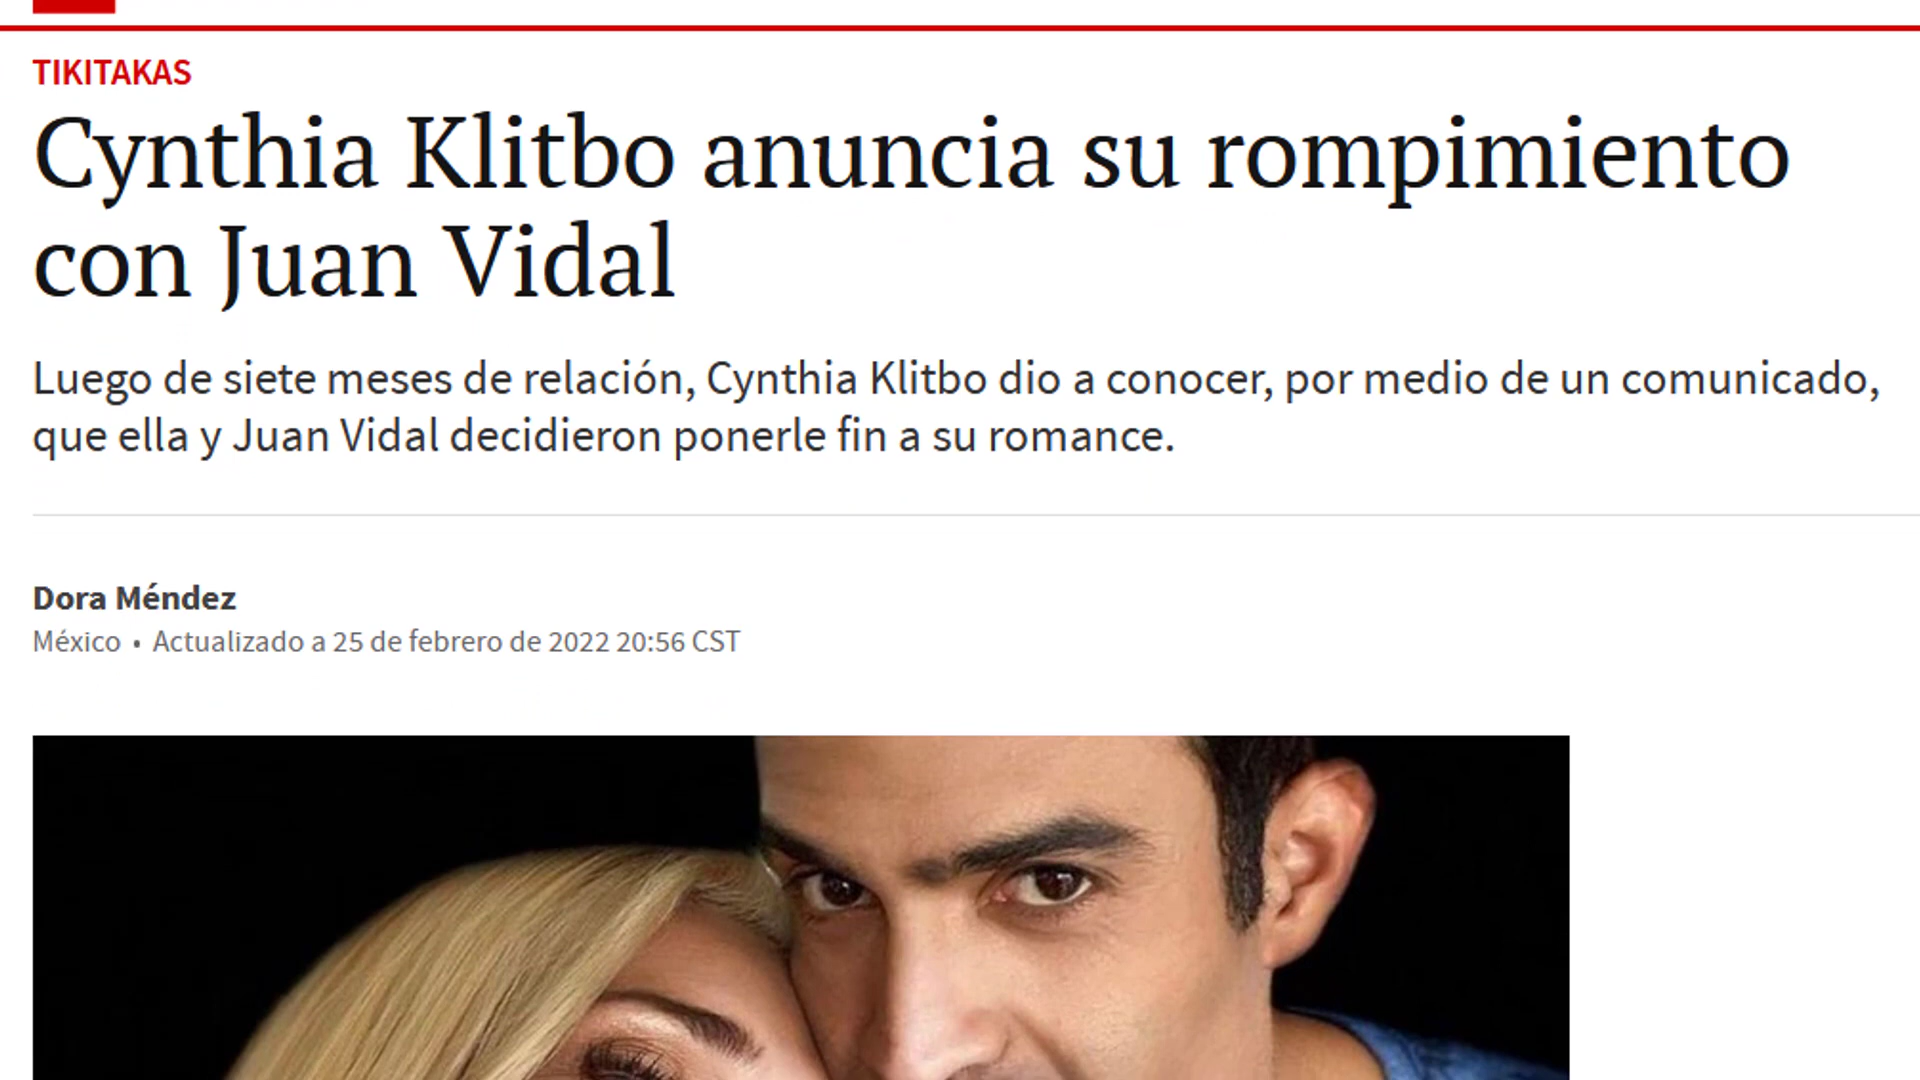 TIKITAKAS
Cynthia Klitbo anuncia su rompimiento
con Juan Vidal
Luego de siete meses de relación, Cynthia Klitbo dio a conocer, por medio de un comunicado,
que ella y Juan Vidal decidieron ponerle fin a su romance.
Dora Méndez
México • Actualizado a 25 de febrero de 2022 20:56 CST